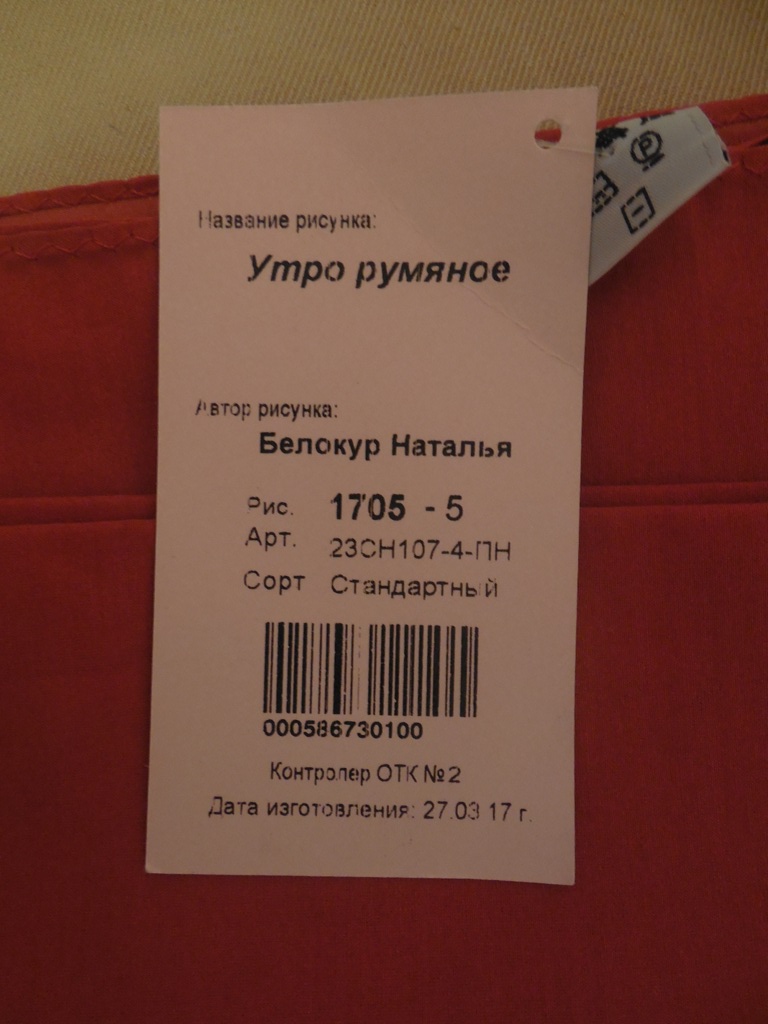 Название рисунка:
Утро румяное
Автор рисунка:
Белокур Наталья
Рис. 1705 - 5
Арт. 23СН107-4-ПН
Сорт Стандартный
000586730100
Контролер ОТК №2
Дата изготовления: 27.03 17 г.